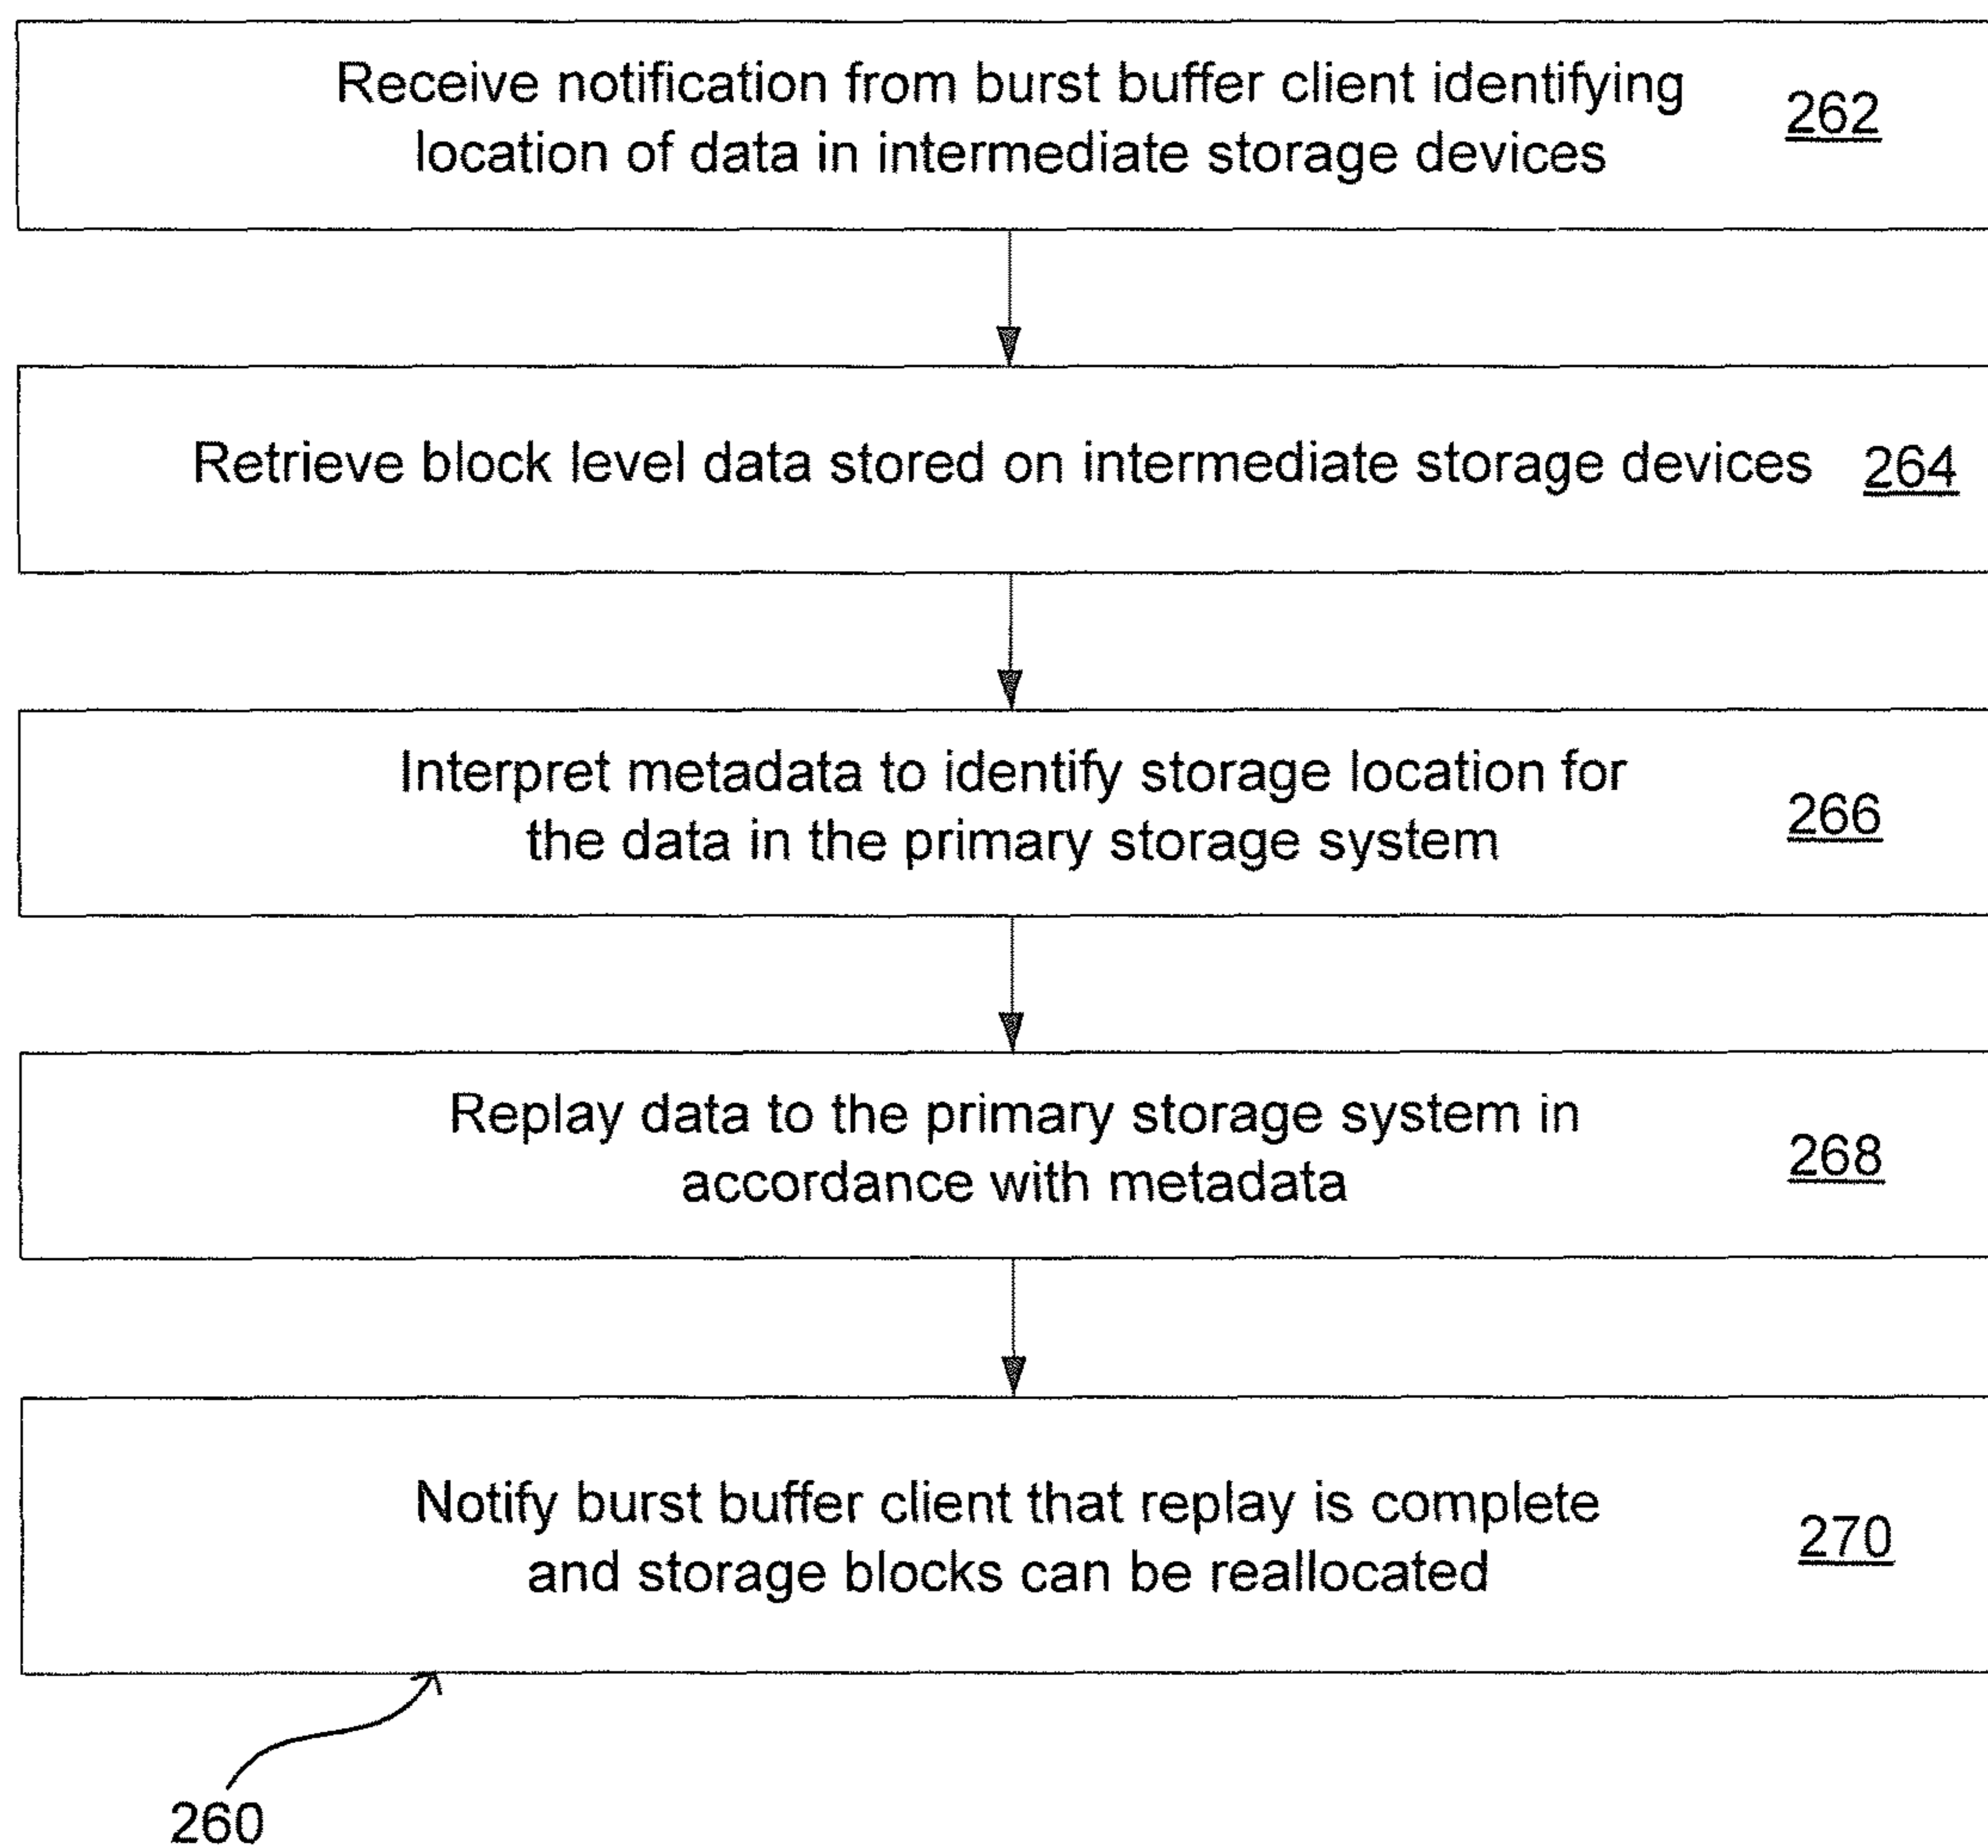 Receive notification from burst buffer client identifying
location of data in intermediate storage devices
262
Retrieve block level data stored on intermediate storage devices 264
Interpret metadata to identify storage location for
the data in the primary storage system
266
Replay data to the primary storage system in
accordance with metadata
268
Notify burst buffer client that replay is complete
and storage blocks can be reallocated
270
260